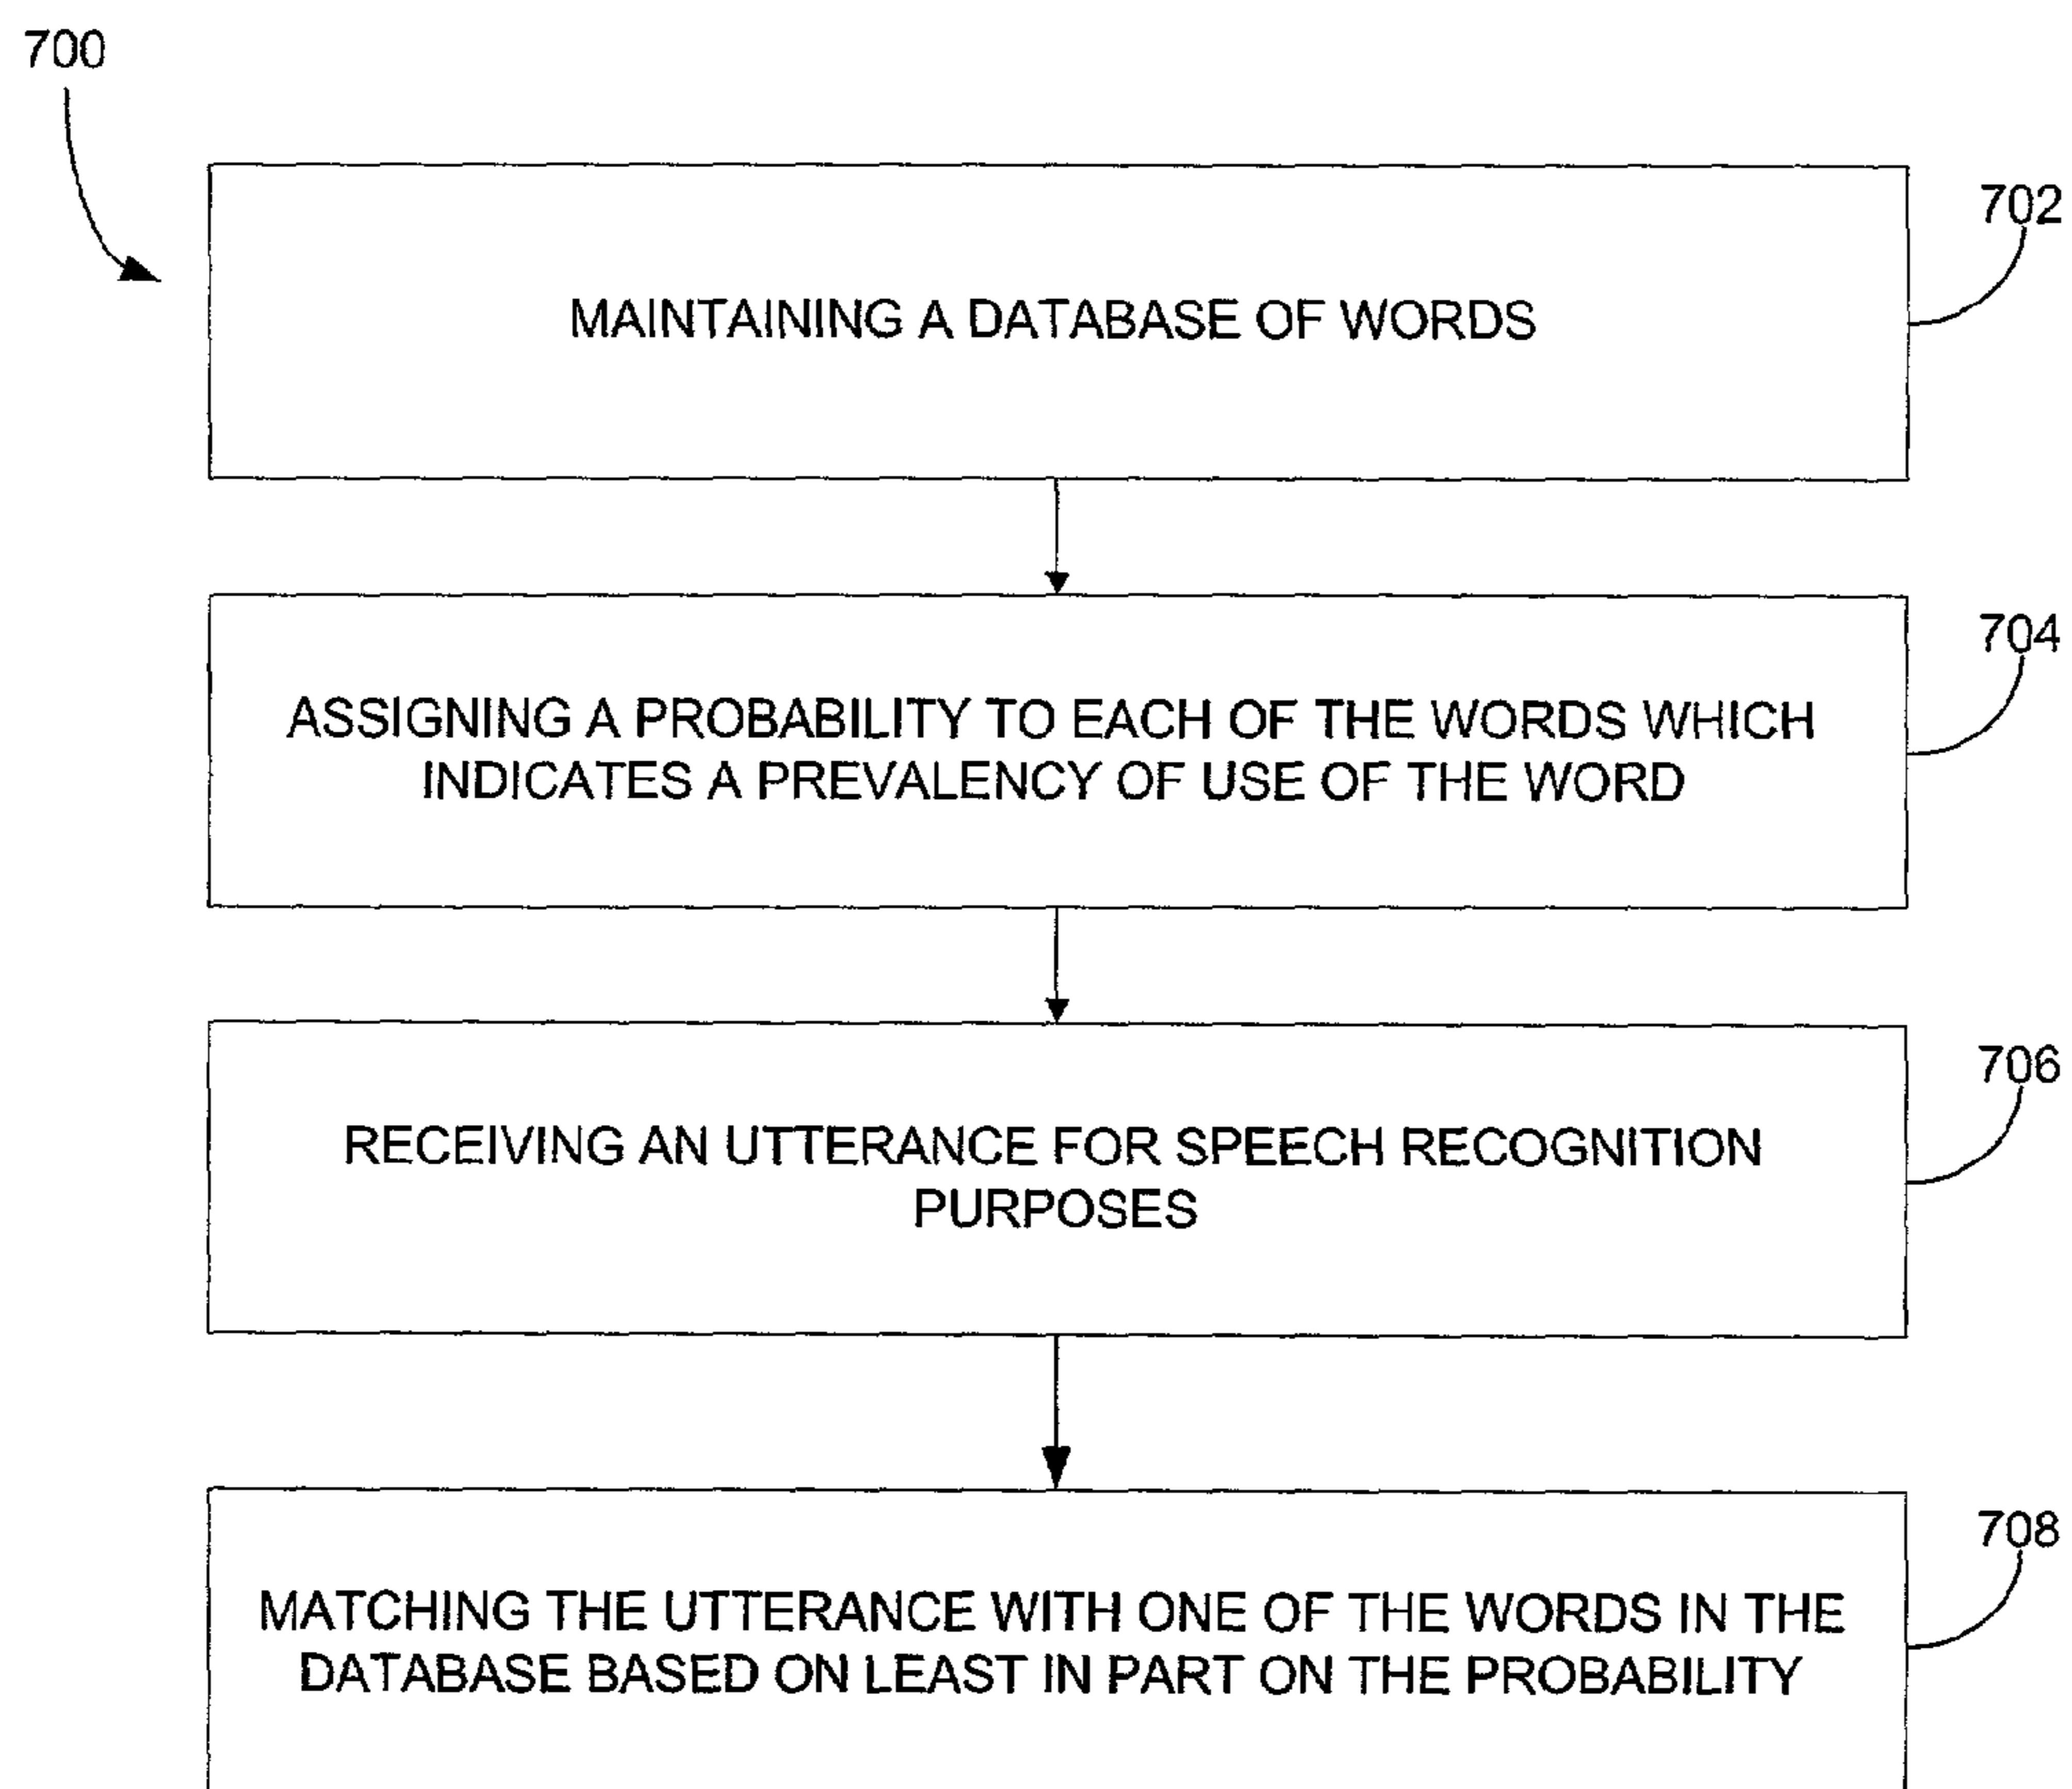 700
702
MAINTAINING A DATABASE OF WORDS
704
ASSIGNING A PROBABILITY TO EACH OF THE WORDS WHICH
INDICATES A PREVALENCY OF USE OF THE WORD
706
RECEIVING AN UTTERANCE FOR SPEECH RECOGNITION
PURPOSES
708
MATCHING THE UTTERANCE WITH ONE OF THE WORDS IN THE
DATABASE BASED ON LEAST IN PART ON THE PROBABILITY